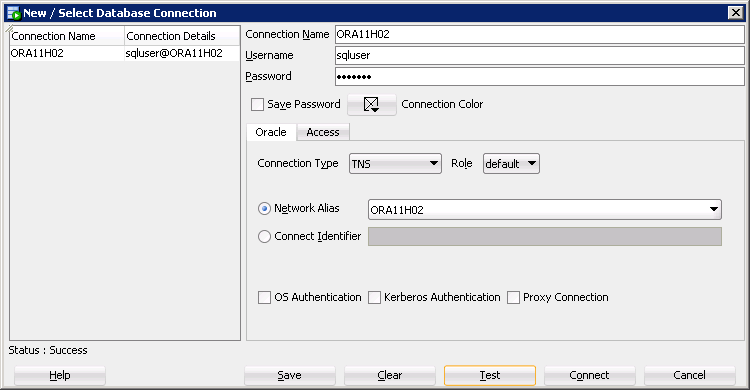 New / Select Database Connection
Connection Name Connection Details
ORA11H02 sqluser@ORA11H02
Connection Name ORA11H02
Username sqluser
Password •••••••
Save Password Connection Color
Oracle Access
Connection Type TNS Role default
Network Alias ORA11H02
Connect Identifier
OS Authentication Kerberos Authentication Proxy Connection
Status : Success
Help Save Clear Test Connect Cancel